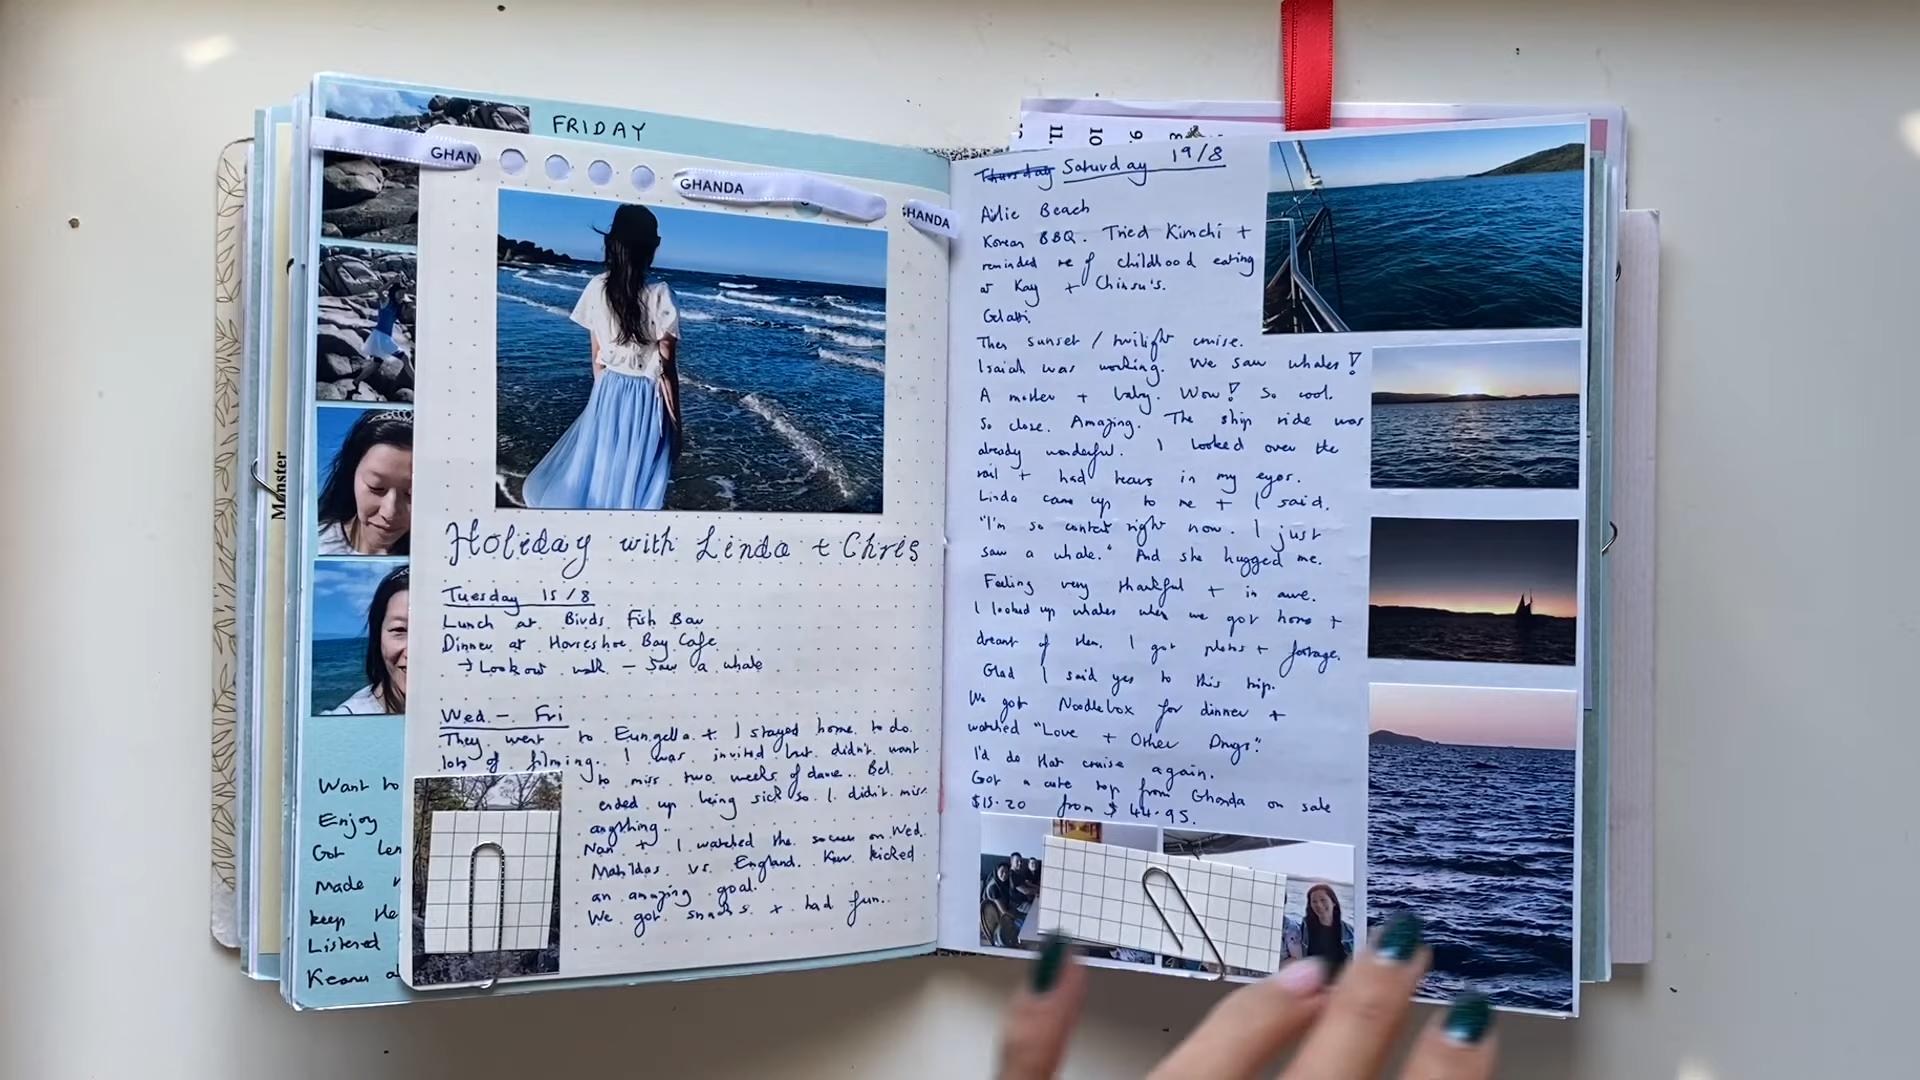 FRIDAY
GHAN
GHANDA
GHANDA
Monster
Holiday with Linda + Chris
Tuesday 15/8
Lunch at Birds Fish Bar
Dinner at Horseshoe Bay Cafe
→ Lookout walk - Saw a whale
Wed - Fri
They went to Eungella + I stayed home to do
lots of filming. I was invited but didn't want
to miss two weeks of dance. Bel
ended up being sick so I didn't miss
anything.
Nan + I watched the soccer on Wed.
Matildas vs. England. Kerr kicked
an amazing goal.
We got snacks + had fun.
Want to
Enjoy
Got
Made
keep
Listened
Keanu
11. 10 9. 8
Thursday Saturday 19/8
Airlie Beach
Korean BBQ. Tried Kimchi +
reminded me of childhood eating
at Kay + Chinsu's.
Gelatti.
Then sunset / twilight cruise.
Isaiah was working. We saw whales!
A mother + baby. Wow! So cool.
So close. Amazing. The ship ride was
already wonderful. I looked over the
rail + had tears in my eyes.
Linda came up to me + I said,
"I'm so content right now. I just
saw a whale." And she hugged me.
Feeling very thankful + in awe.
I looked up whales when we got home +
dreamt of them. I got photos + footage.
Glad I said yes to this trip.
We got Noodlebox for dinner +
watched "Love + Other Drugs".
I'd do that cruise again.
Got a cute top from Ghanda on sale
$15.20 from $44.95.